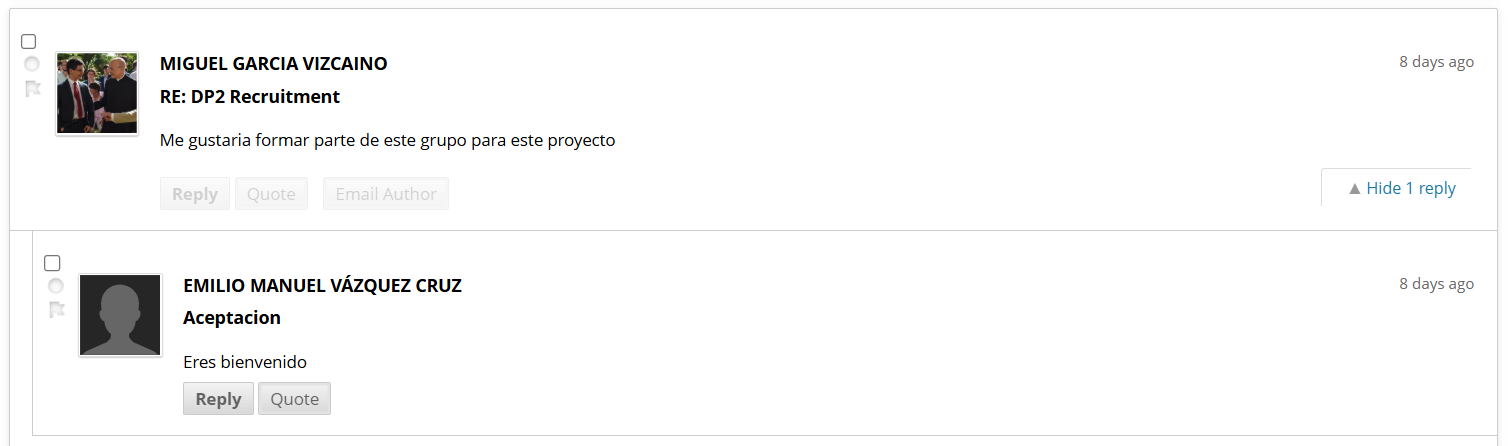 MIGUEL GARCIA VIZCAINO
8 days ago
RE: DP2 Recruitment
Me gustaria formar parte de este grupo para este proyecto
Reply Quote Email Author
Hide 1 reply
EMILIO MANUEL VÁZQUEZ CRUZ
8 days ago
Aceptacion
Eres bienvenido
Reply Quote